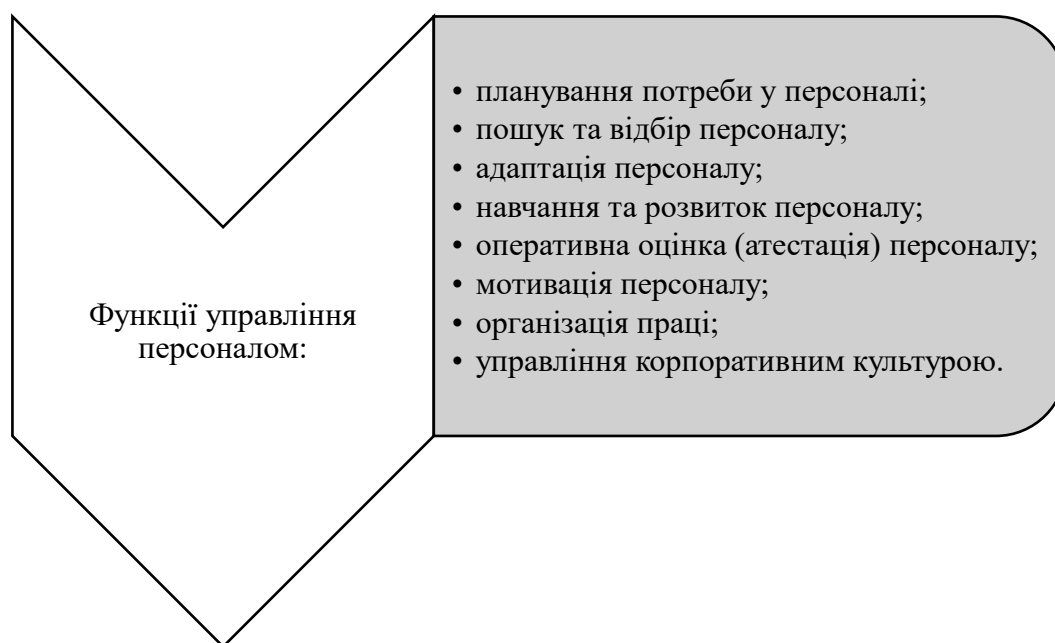 Функції управління
персоналом:
• планування потреби у персоналі;
• пошук та відбір персоналу;
• адаптація персоналу;
• навчання та розвиток персоналу;
• оперативна оцінка (атестація) персоналу;
• мотивація персоналу;
• організація праці;
• управління корпоративним культурою.